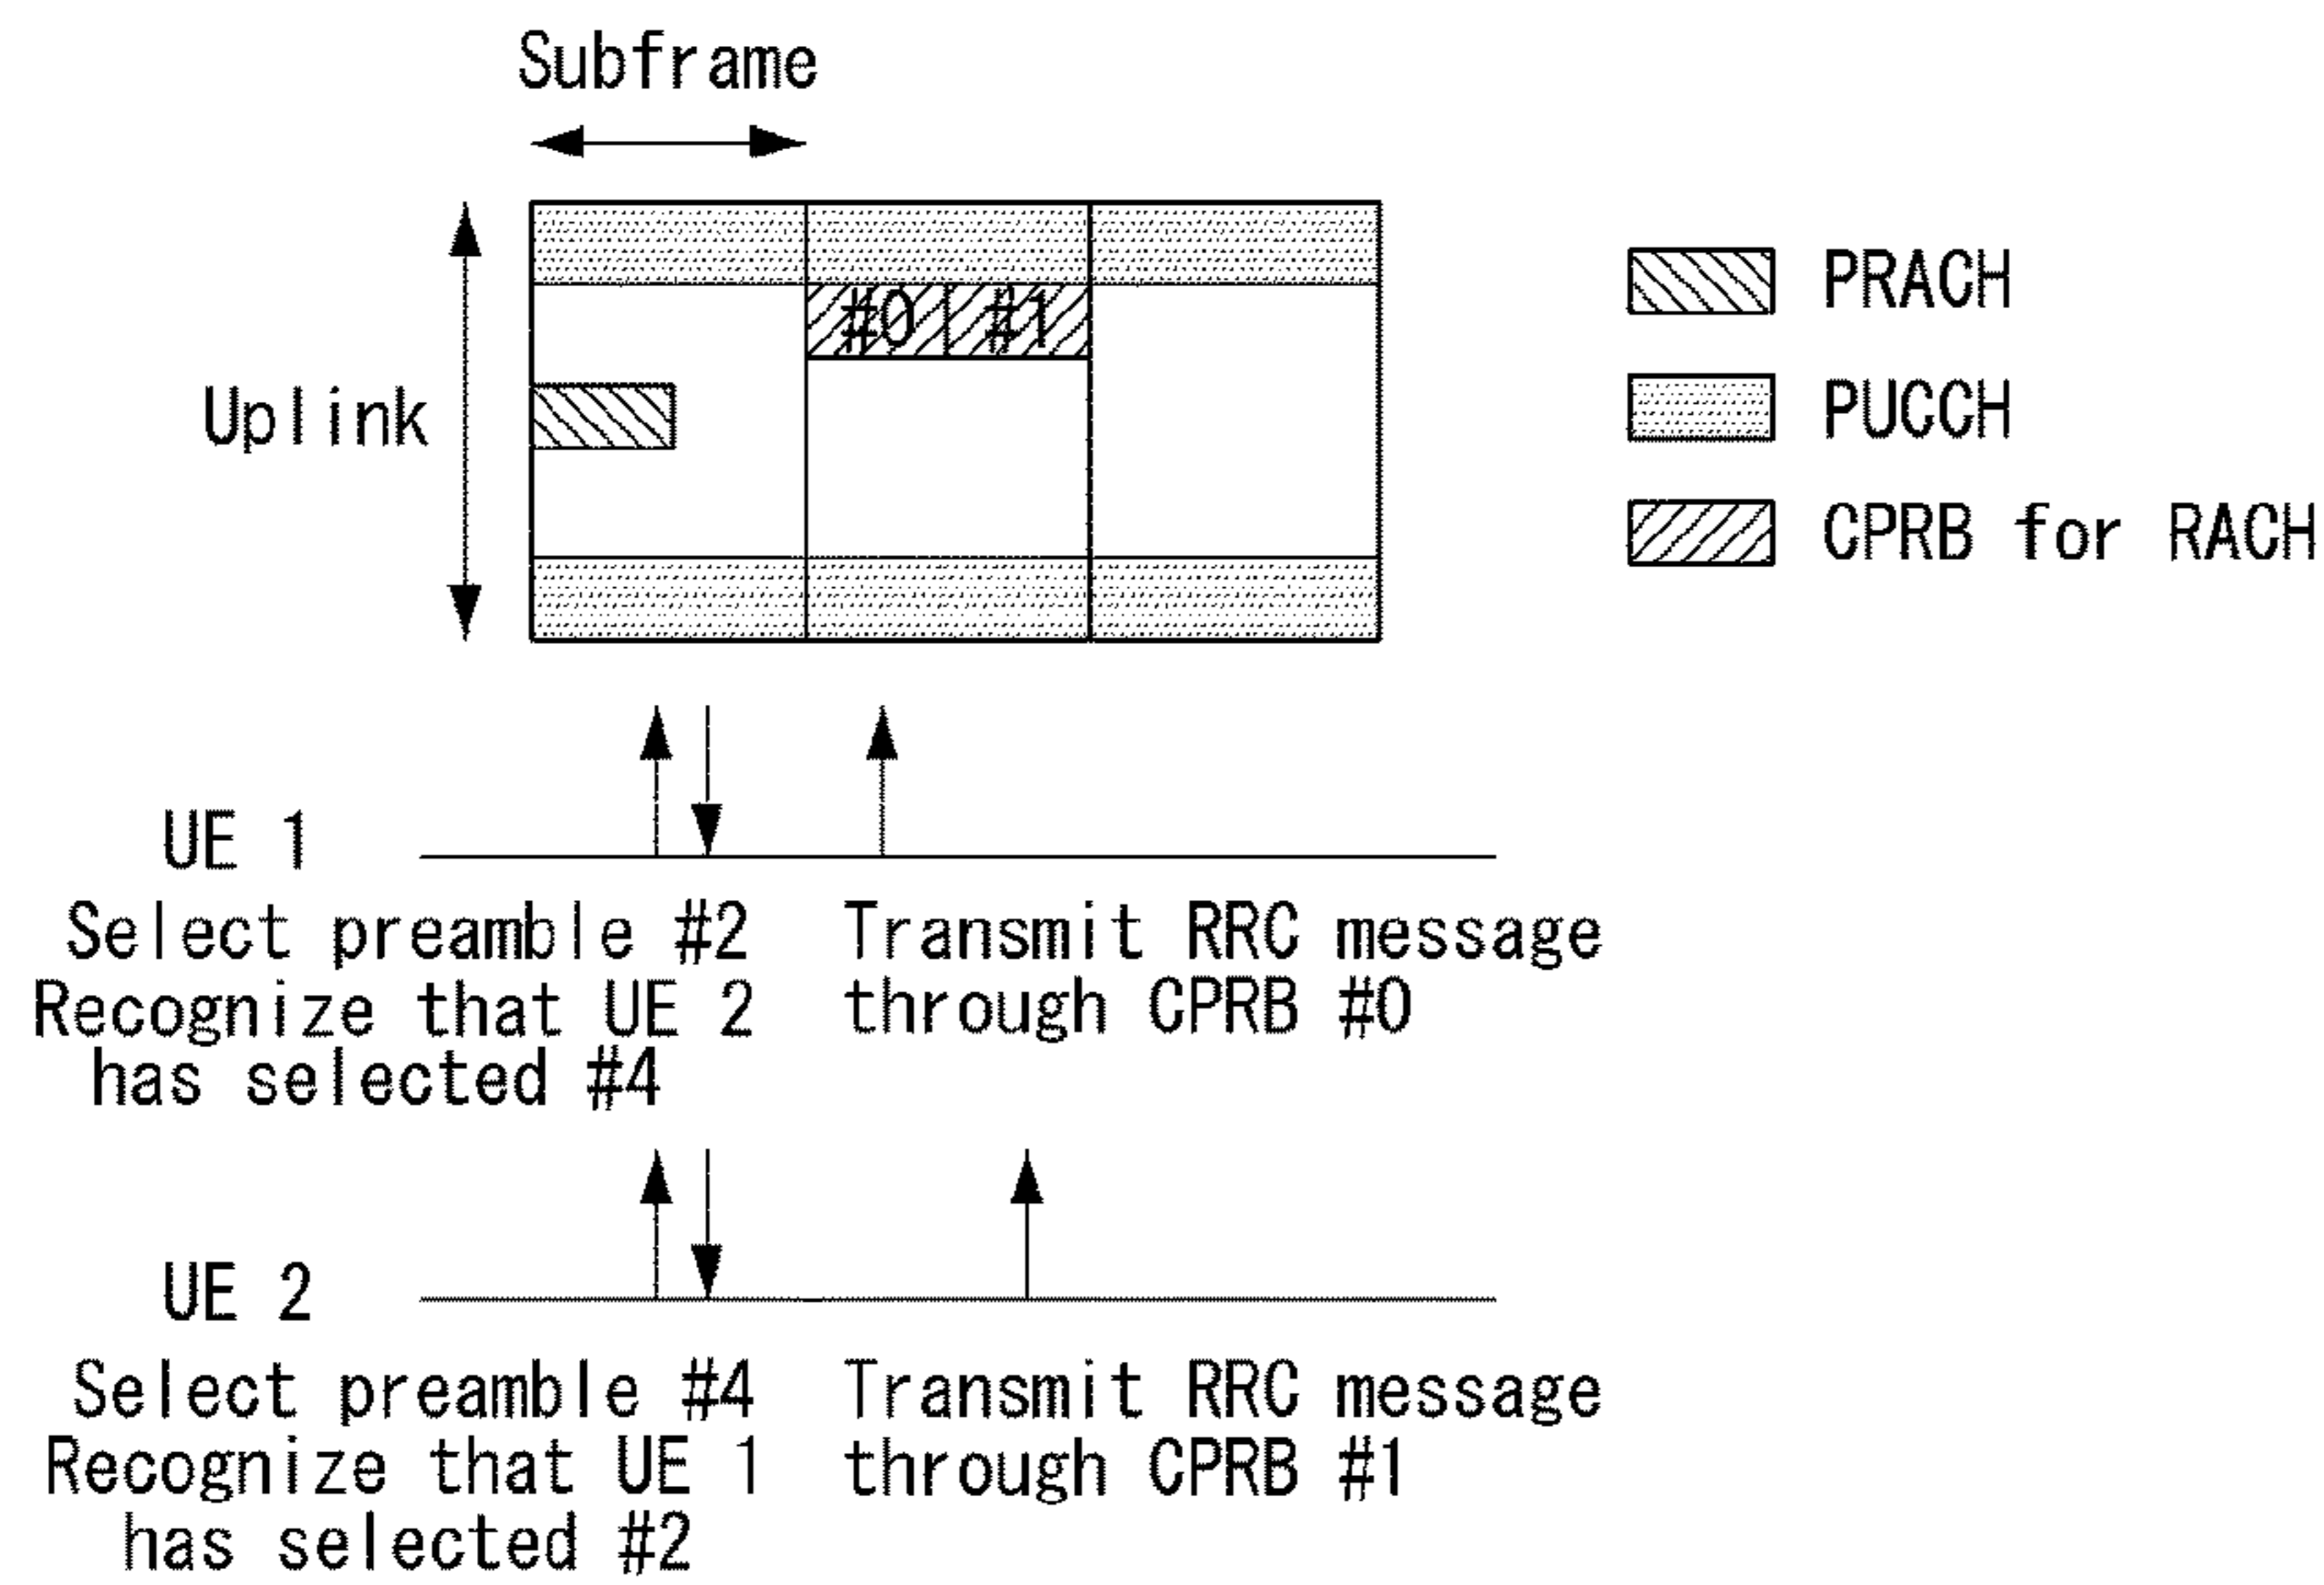 Subframe
Uplink
#0 #1
PRACH
PUCCH
CPRB for RACH
UE 1
Select preamble #2
Recognize that UE 2
has selected #4
Transmit RRC message
through CPRB #0
UE 2
Select preamble #4
Recognize that UE 1
has selected #2
Transmit RRC message
through CPRB #1